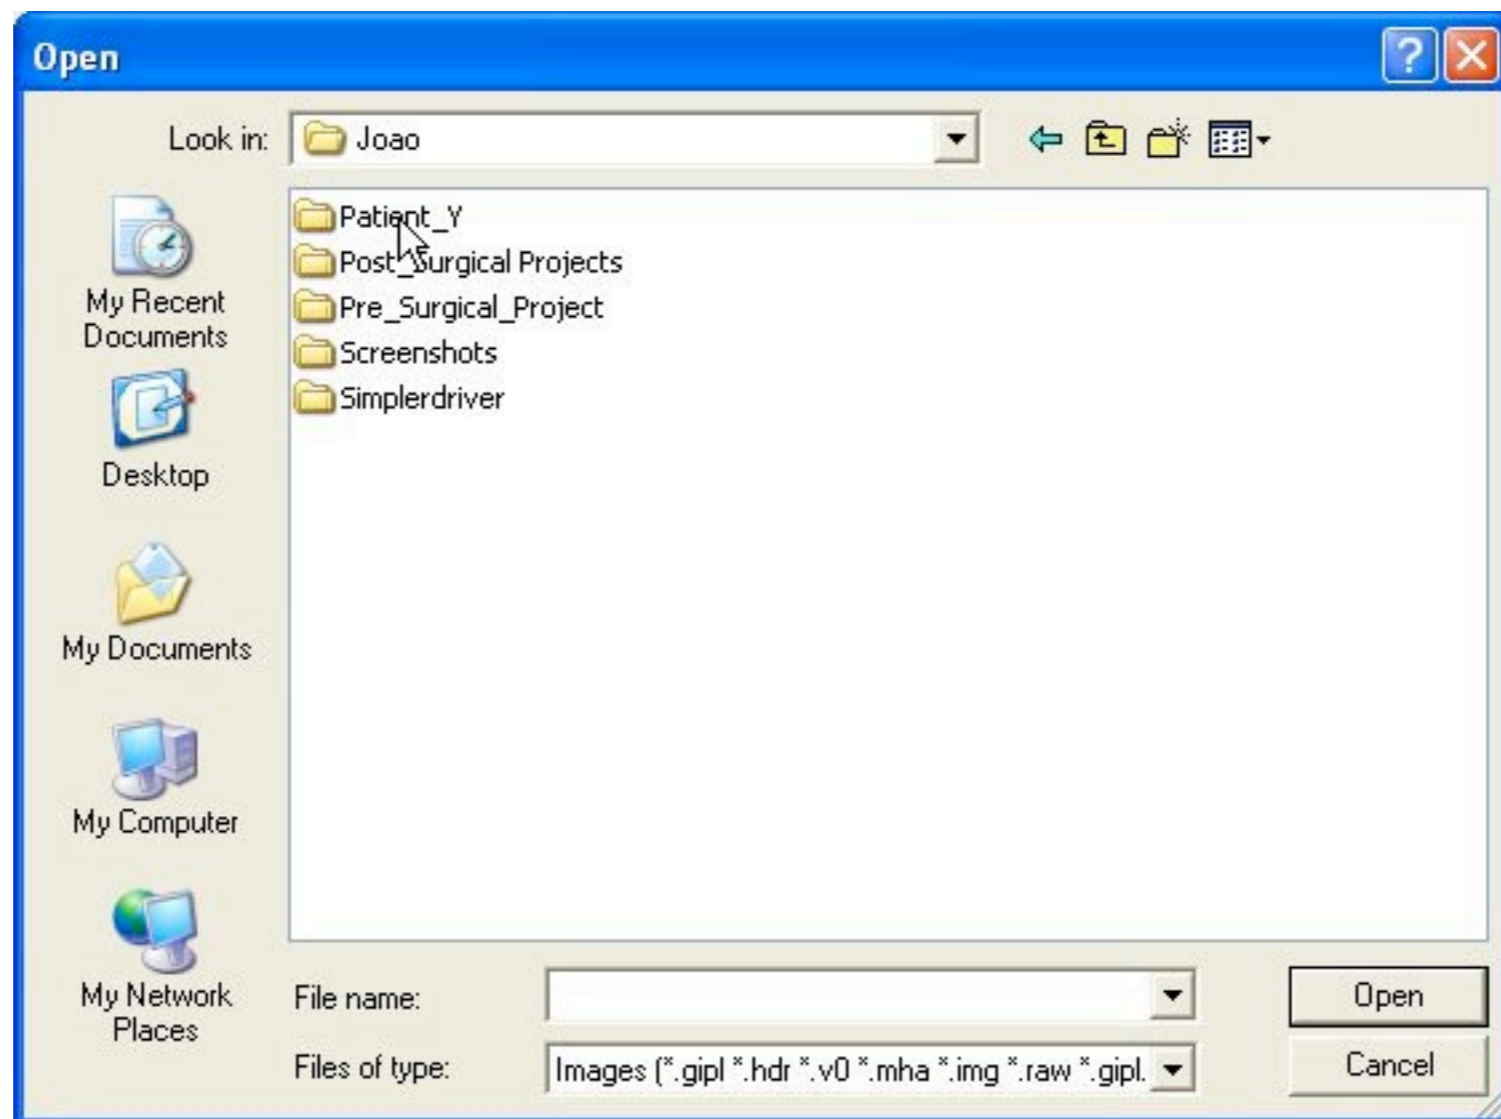 Open
Look in: Joao
Patient_Y
Post_Surgical Projects
Pre_Surgical_Project
Screenshots
Simplerdriver
My Recent
Documents
Desktop
My Documents
My Computer
My Network
Places
File name:
Open
Files of type: Images (*.gipl *.hdr *.v0 *.mha *.img *.raw *.gipl.
Cancel